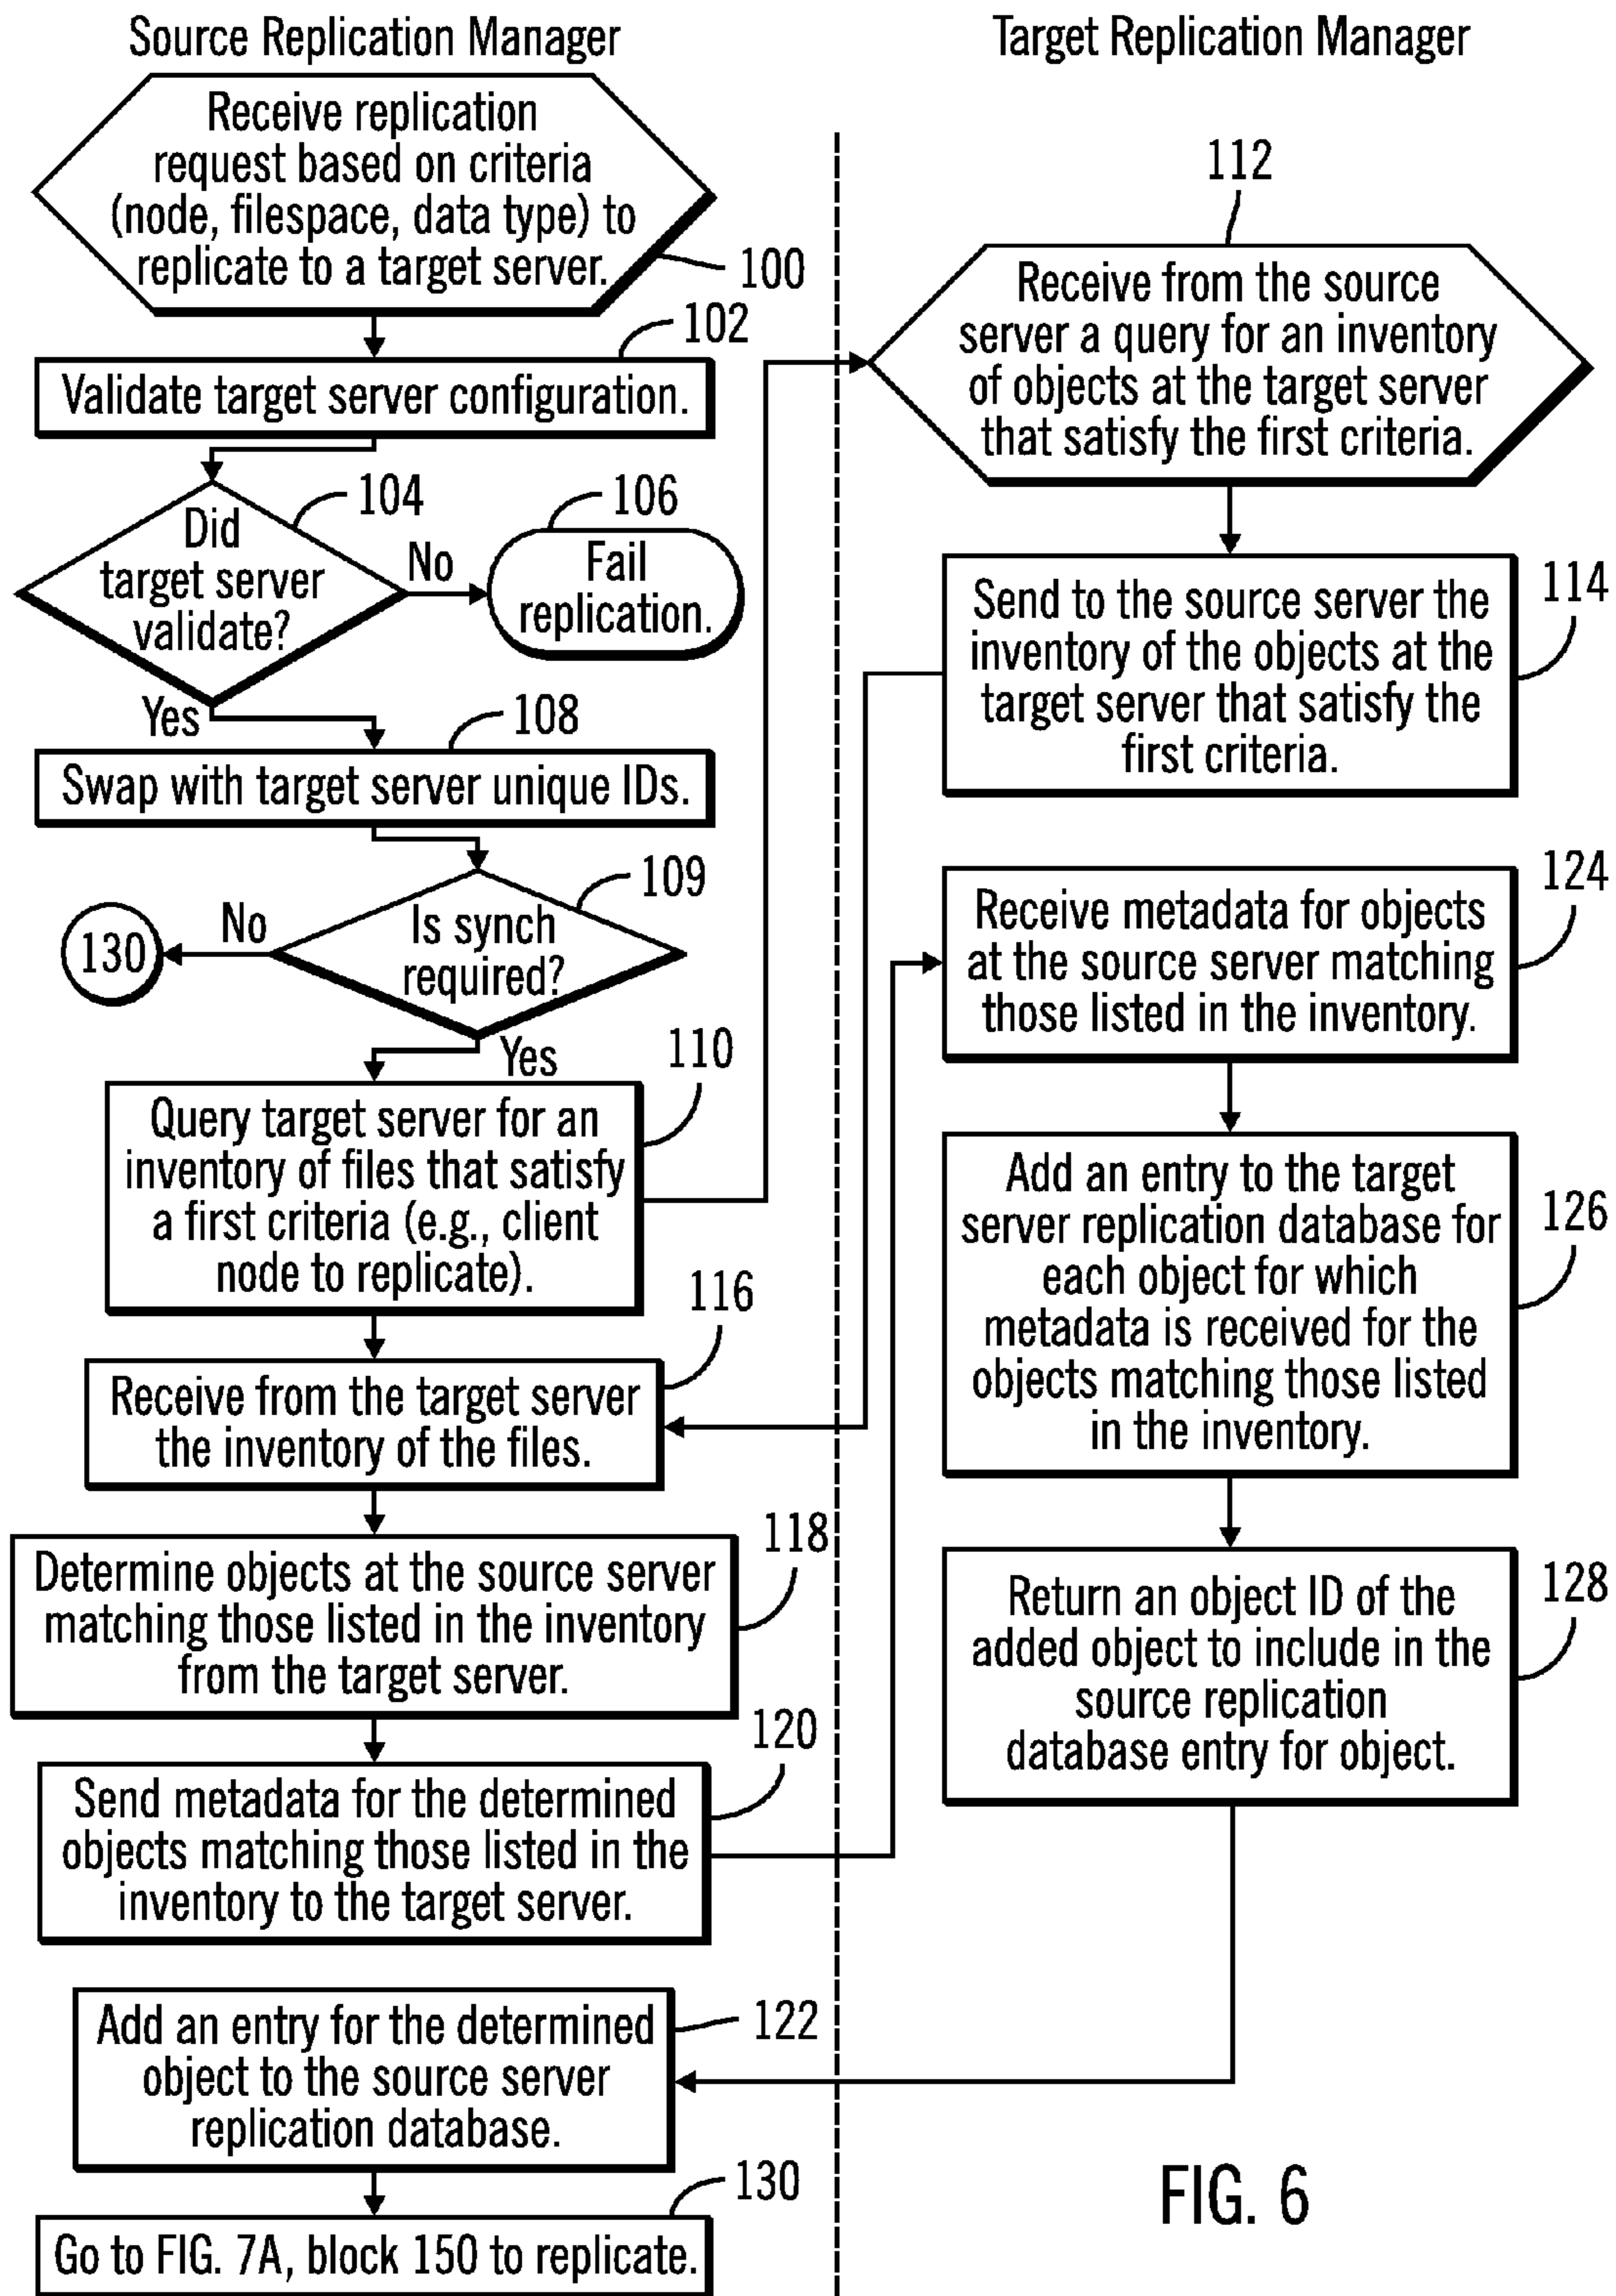 Source Replication Manager
Receive replication
request based on criteria
(node, filespace, data type) to
replicate to a target server.
100
102
Validate target server configuration.
104
Did
target server
validate?
No
106
Fail
replication.
Yes
108
Swap with target server unique IDs.
109
Is synch
required?
No
130
Yes
110
Query target server for an
inventory of files that satisfy
a first criteria (e.g., client
node to replicate).
116
Receive from the target server
the inventory of the files.
118
Determine objects at the source server
matching those listed in the inventory
from the target server.
120
Send metadata for the determined
objects matching those listed in the
inventory to the target server.
122
Add an entry for the determined
object to the source server
replication database.
130
Go to FIG. 7A, block 150 to replicate.
Target Replication Manager
112
Receive from the source
server a query for an inventory
of objects at the target server
that satisfy the first criteria.
114
Send to the source server the
inventory of the objects at the
target server that satisfy the
first criteria.
124
Receive metadata for objects
at the source server matching
those listed in the inventory.
126
Add an entry to the target
server replication database for
each object for which
metadata is received for the
objects matching those listed
in the inventory.
128
Return an object ID of the
added object to include in the
source replication
database entry for object.
FIG. 6